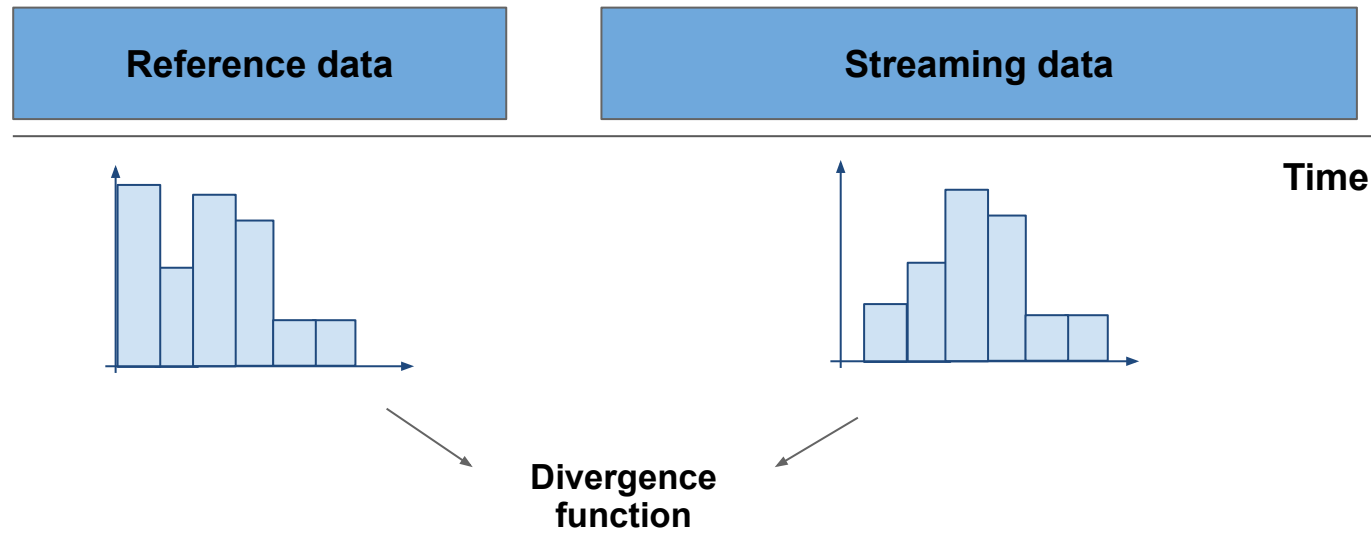 Reference data
Streaming data
Time
Divergence
function